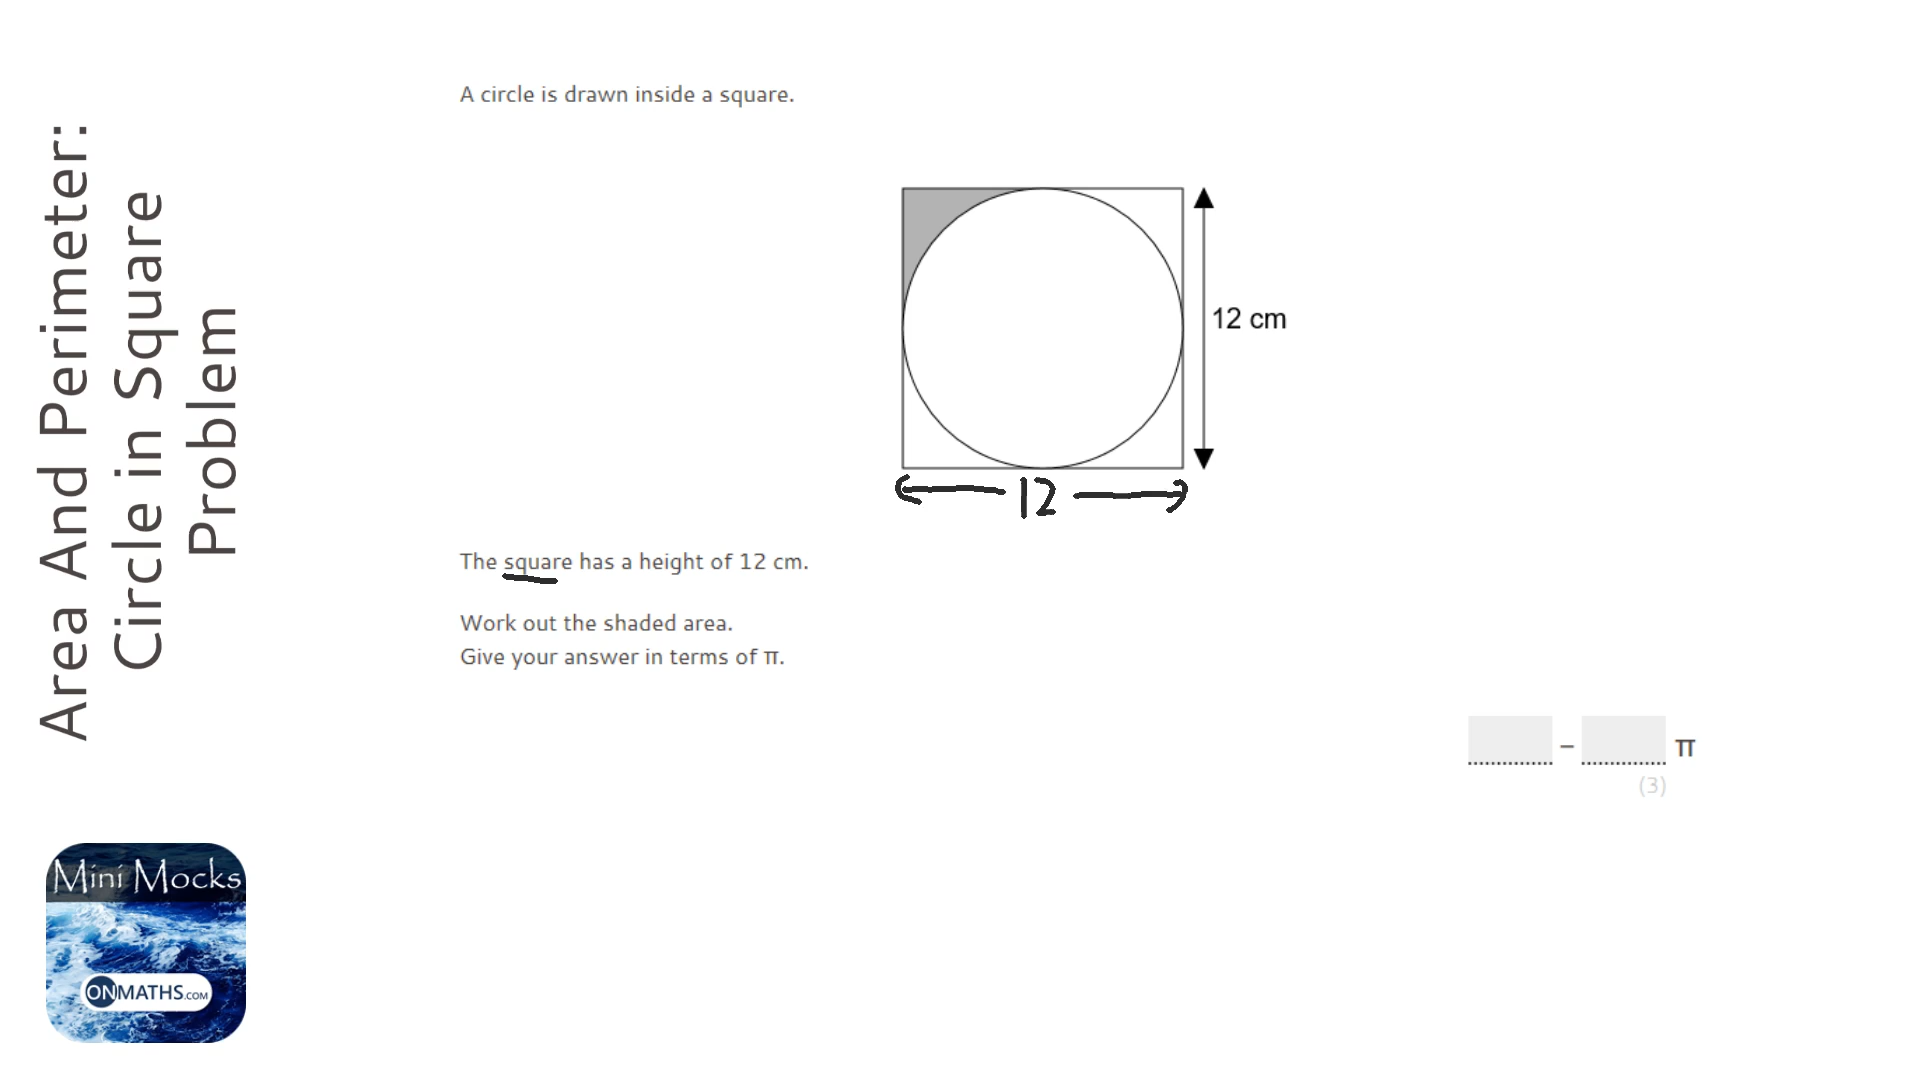 Area And Perimeter:
Circle in Square
Problem
A circle is drawn inside a square.
12 cm
12
The square has a height of 12 cm.
Work out the shaded area.
Give your answer in terms of π.
– π
(3)
Mini Mocks
ONMATHS.COM